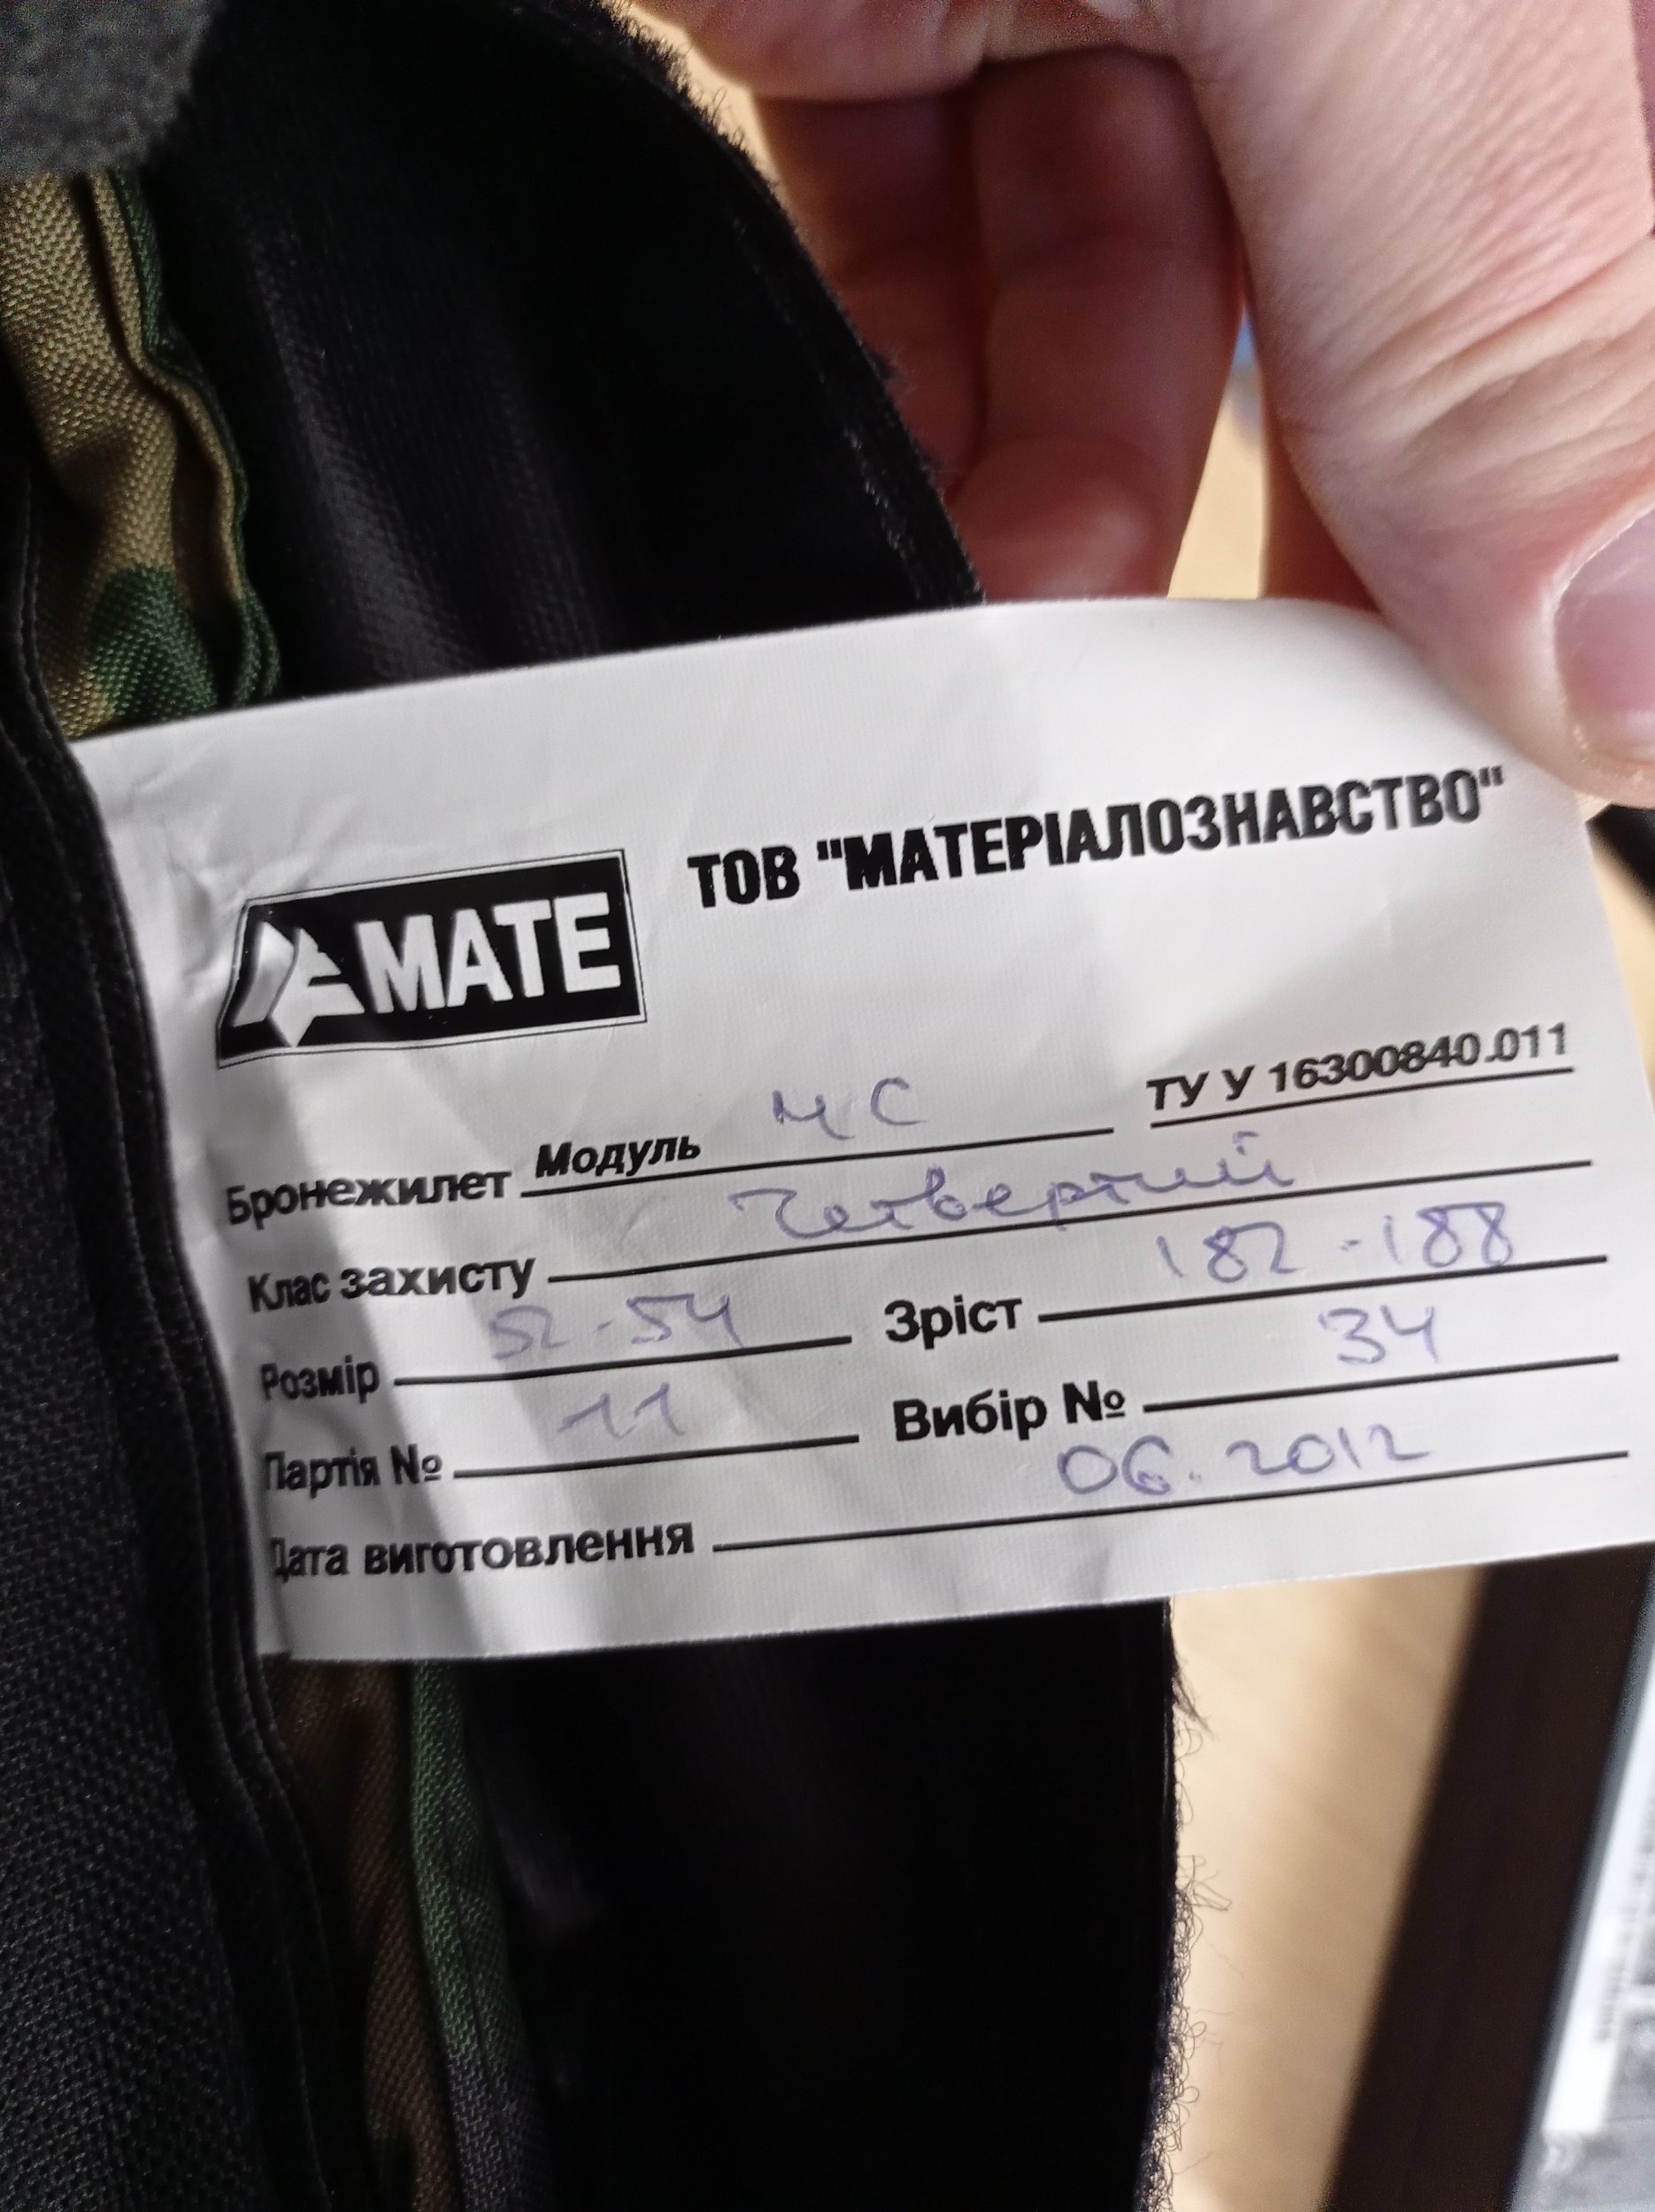 MATE ТОВ "МАТЕРІАЛОЗНАВСТВО"
Бронежилет Модуль 4С ТУ У 16300840.011
Клас захисту Четвертий
Розмір 52-54 Зріст 182-188
Партія № 11 Вибір № 34
Дата виготовлення 06.2012